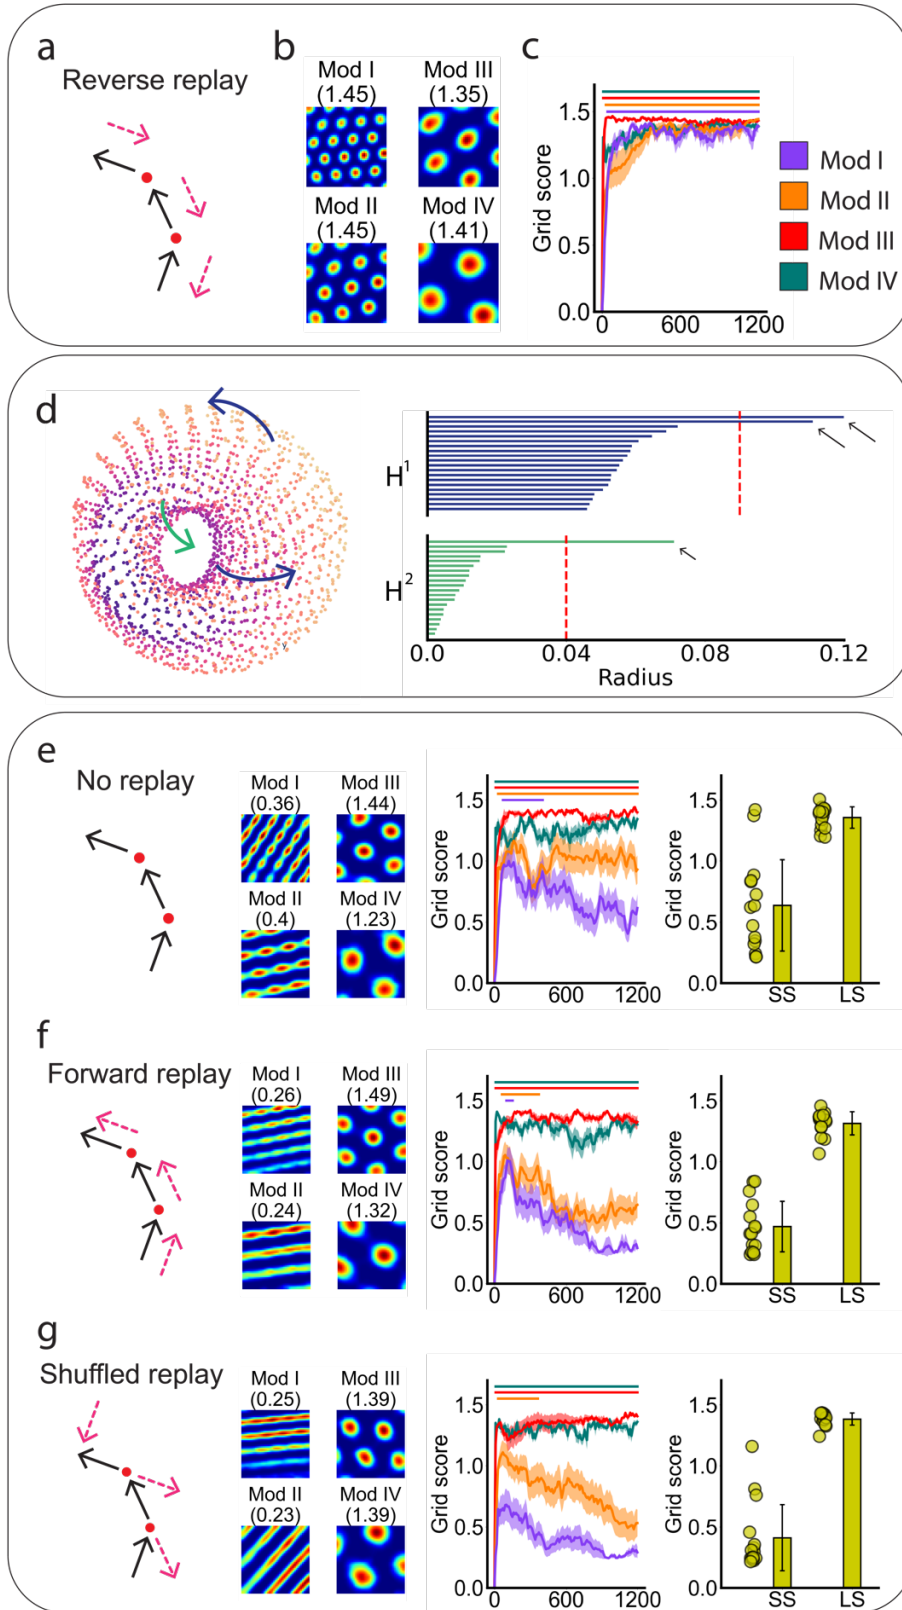 a
Reverse replay
b
Mod I
(1.45)
Mod III
(1.35)
Mod II
(1.45)
Mod IV
(1.41)
c
Grid score
1.5
1.0
0.5
0.0
0
600
1200
Mod I
Mod II
Mod III
Mod IV
d
y
H1
H2
0.0
0.04
0.08
0.12
Radius
e
No replay
Mod I
(0.36)
Mod III
(1.44)
Mod II
(0.4)
Mod IV
(1.23)
Grid score
1.5
1.0
0.5
0.0
0
600
1200
Grid score
1.5
1.0
0.5
0.0
SS
LS
f
Forward replay
Mod I
(0.26)
Mod III
(1.49)
Mod II
(0.24)
Mod IV
(1.32)
Grid score
1.5
1.0
0.5
0.0
0
600
1200
Grid score
1.5
1.0
0.5
0.0
SS
LS
g
Shuffled replay
Mod I
(0.25)
Mod III
(1.39)
Mod II
(0.23)
Mod IV
(1.39)
Grid score
1.5
1.0
0.5
0.0
0
600
1200
Grid score
1.5
1.0
0.5
0.0
SS
LS